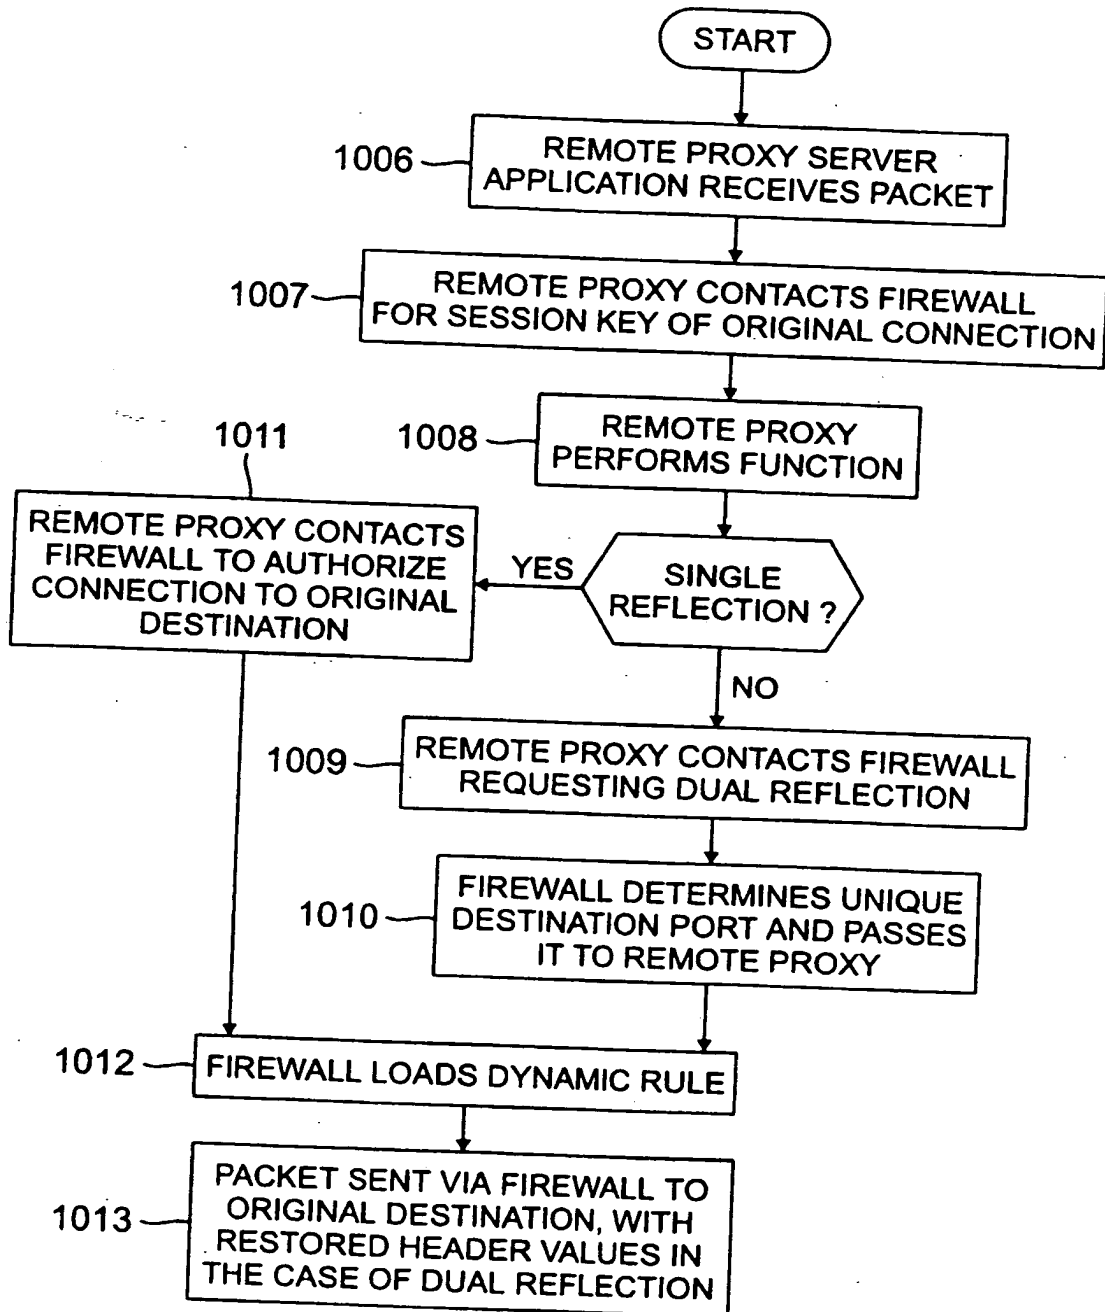 START
1006
REMOTE PROXY SERVER
APPLICATION RECEIVES PACKET
1007
REMOTE PROXY CONTACTS FIREWALL
FOR SESSION KEY OF ORIGINAL CONNECTION
1008
REMOTE PROXY
PERFORMS FUNCTION
1011
REMOTE PROXY CONTACTS
FIREWALL TO AUTHORIZE
CONNECTION TO ORIGINAL
DESTINATION
YES
SINGLE
REFLECTION ?
NO
1009
REMOTE PROXY CONTACTS FIREWALL
REQUESTING DUAL REFLECTION
1010
FIREWALL DETERMINES UNIQUE
DESTINATION PORT AND PASSES
IT TO REMOTE PROXY
1012
FIREWALL LOADS DYNAMIC RULE
1013
PACKET SENT VIA FIREWALL TO
ORIGINAL DESTINATION, WITH
RESTORED HEADER VALUES IN
THE CASE OF DUAL REFLECTION